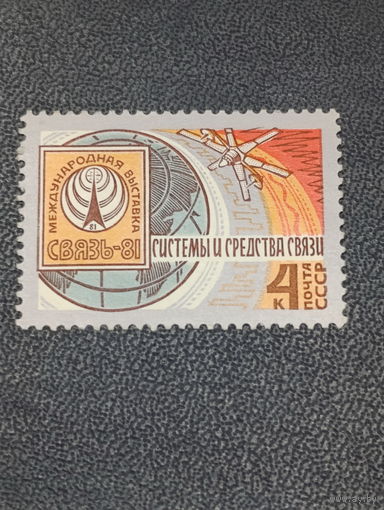 МЕЖДУНАРОДНАЯ ВЫСТАВКА
81
СВЯЗЬ-81
СИСТЕМЫ И СРЕДСТВА СВЯЗИ
4 К
ПОЧТА
СССР